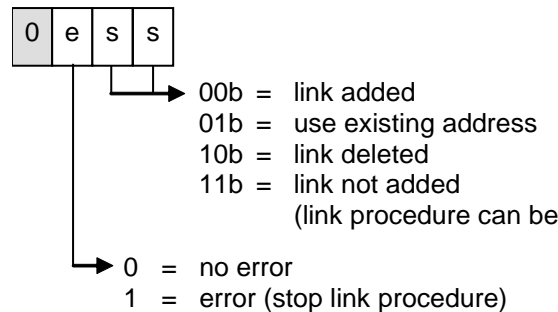 0 e s s
00b = link added
01b = use existing address
10b = link deleted
11b = link not added
(link procedure can be
0 = no error
1 = error (stop link procedure)